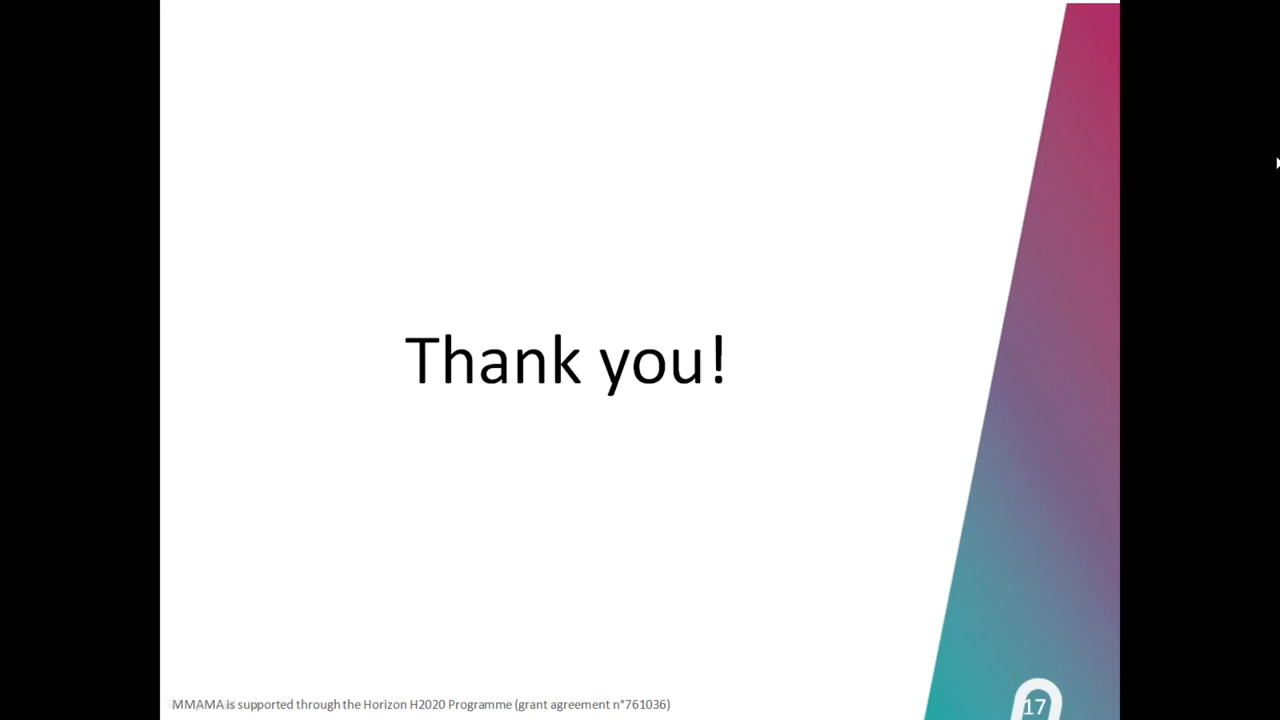 Thank you!
MMAMA is supported through the Horizon H2020 Programme (grant agreement n°761036)
17